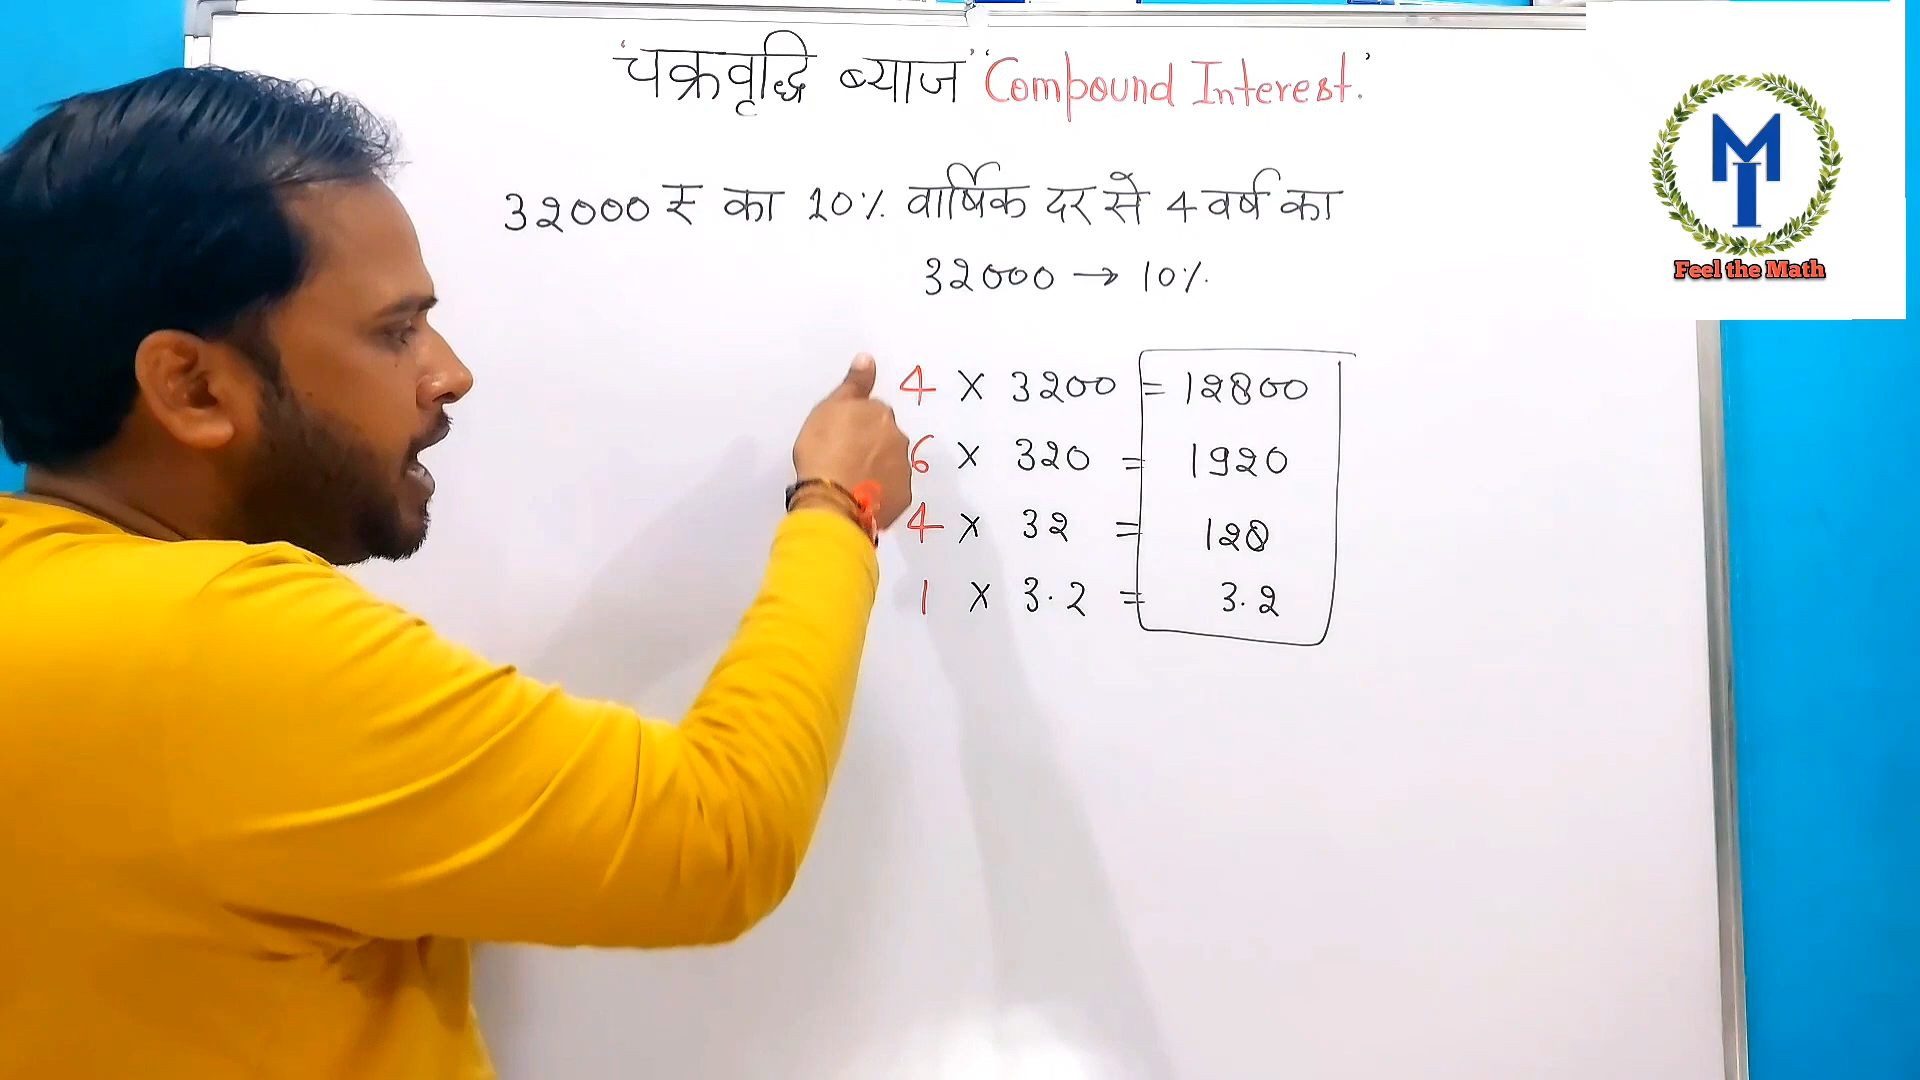 'चक्रवृद्धि ब्याज' 'Compound Interest.'
32000 ₹ का 10% वार्षिक दर से 4 वर्ष का
32000 → 10%.
4 × 3200 = 12800
6 × 320 = 1920
4 × 32 = 128
1 × 3.2 = 3.2
MI
Feel the Math